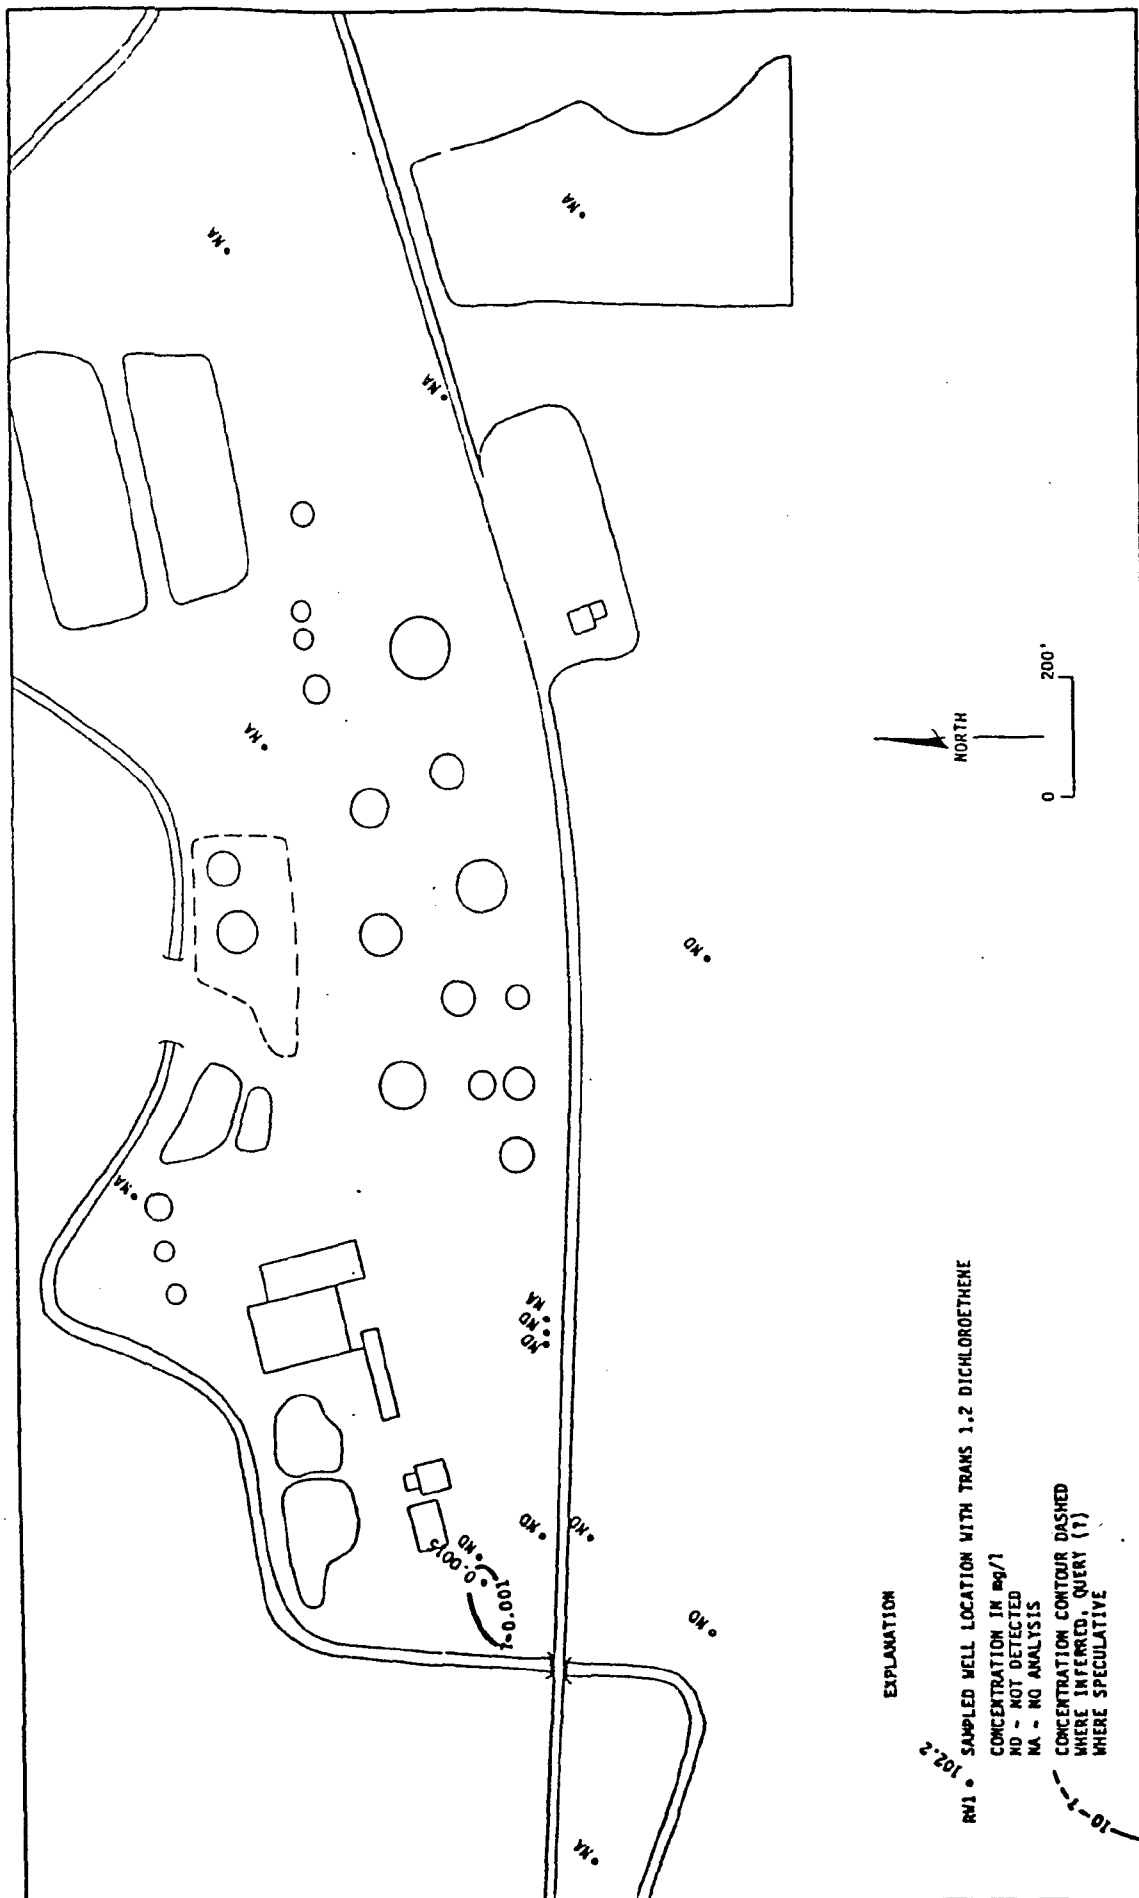 NA
NA
NA
NA
NA
NA
ND
ND
ND
ND
ND
0.0015
?-0.001
ND
ND
NA
NORTH
0
200'
EXPLANATION
102.2
RW1 • SAMPLED WELL LOCATION WITH TRANS 1,2 DICHLOROETHENE
CONCENTRATION IN mg/l
ND - NOT DETECTED
NA - NO ANALYSIS
10-?
CONCENTRATION CONTOUR DASHED
WHERE INFERRED, QUERY (?)
WHERE SPECULATIVE